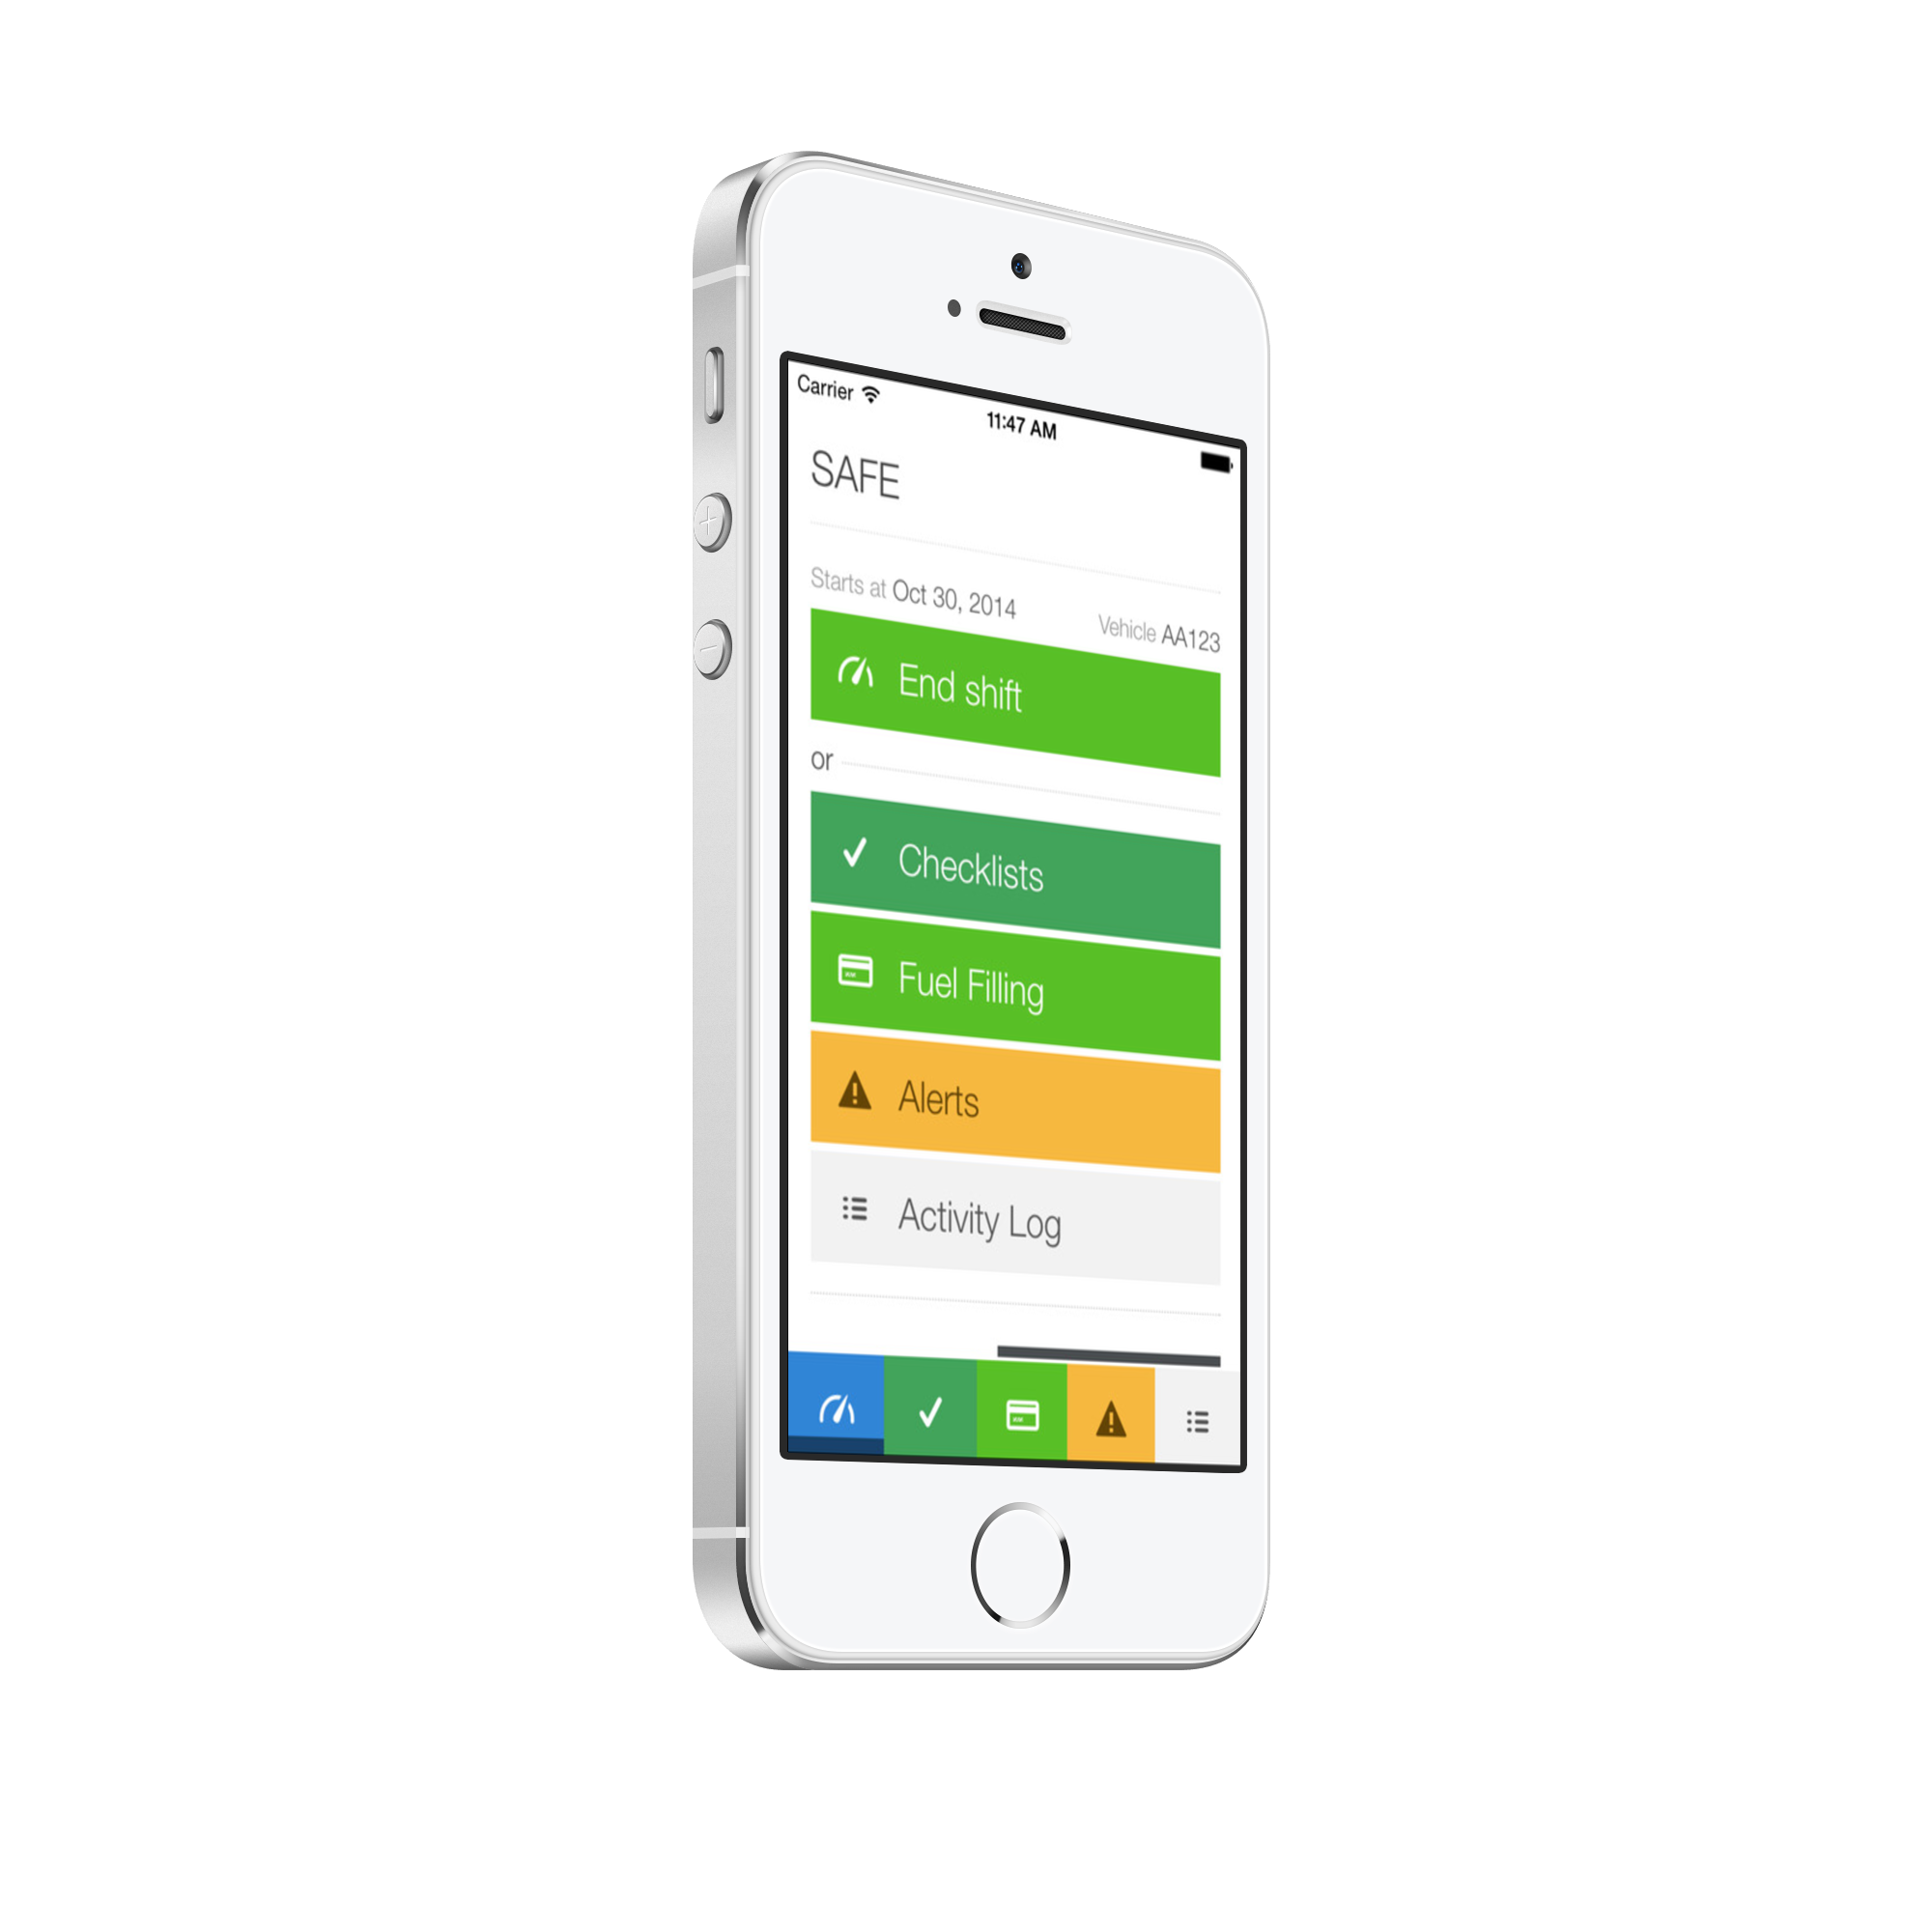 Carrier
11:47 AM
SAFE
Starts at Oct 30, 2014
Vehicle AA123
End shift
or
Checklists
Fuel Filling
Alerts
Activity Log